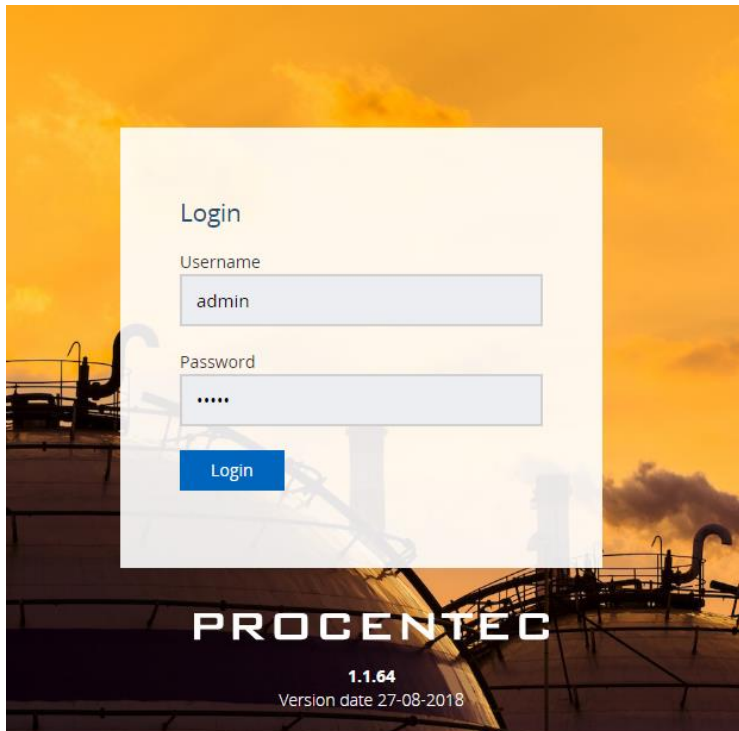 Login
Username
admin
Password
•••••
Login
PROCENTEC
1.1.64
Version date 27-08-2018